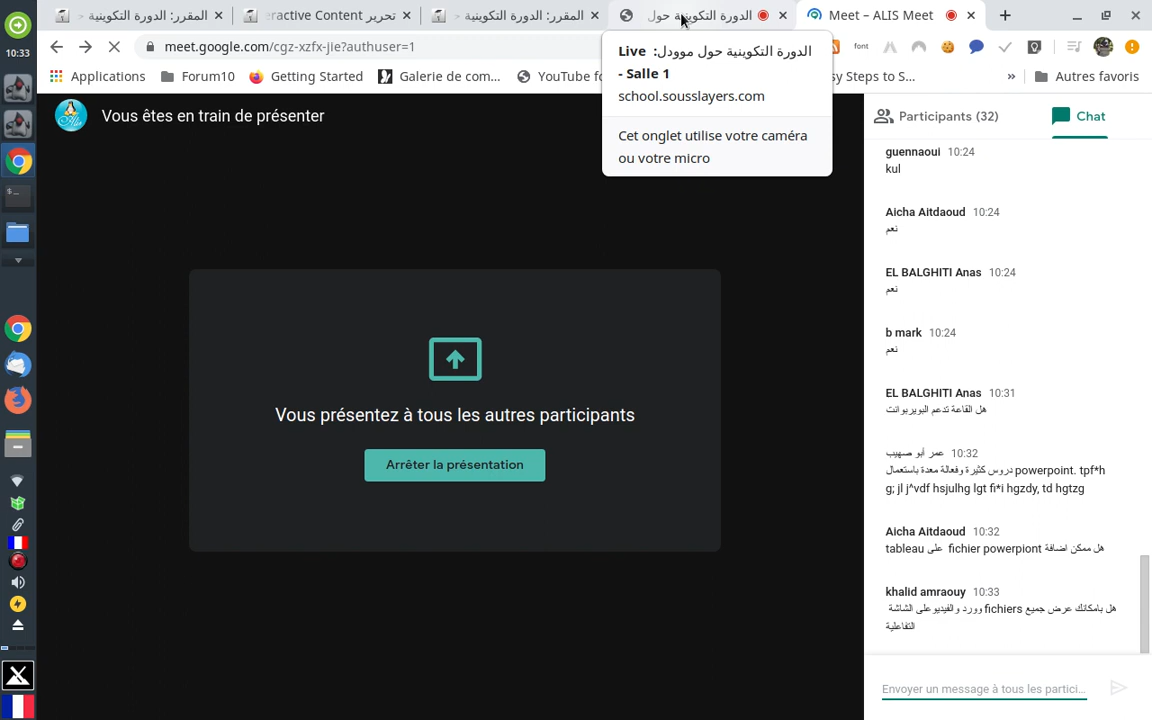 10:33
المقرر: الدورة التكوينية >
تحرير eractive Content
المقرر: الدورة التكوينية >
الدورة التكوينية حول
Meet – ALIS Meet
meet.google.com/cgz-xzfx-jie?authuser=1
Applications
Forum10
Getting Started
Galerie de com...
YouTube fo
sy Steps to S...
»
Autres favoris
font
Live الدورة التكوينية حول موودل:
- Salle 1
school.sousslayers.com
Cet onglet utilise votre caméra
ou votre micro
Vous êtes en train de présenter
Vous présentez à tous les autres participants
Arrêter la présentation
Participants (32)
Chat
guennaoui 10:24
kul
Aicha Aitdaoud 10:24
نعم
EL BALGHITI Anas 10:24
نعم
b mark 10:24
نعم
EL BALGHITI Anas 10:31
هل القاعة تدعم البويربوانت
عمر أبو صهيب 10:32
دروس كثيرة وفعالة معدة باستعمال powerpoint. tpf*h
g; jl j^vdf hsjulhg lgt fi*i hgzdy, td hgtzg
Aicha Aitdaoud 10:32
هل ممكن اضافة fichier powerpiont على tableau
khalid amraouy 10:33
هل بامكانك عرض جميع fichiers وورد والفيديوعلى الشاشة
التفاعلية
Envoyer un message à tous les partici...